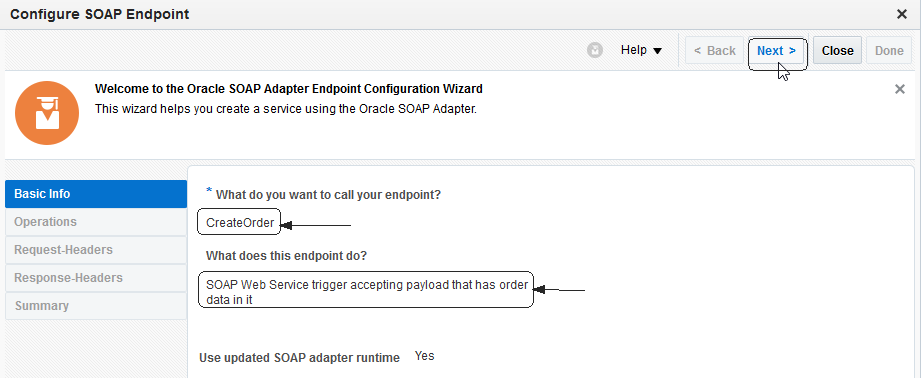 Configure SOAP Endpoint ×
Help ▼ < Back Next > Close Done
Welcome to the Oracle SOAP Adapter Endpoint Configuration Wizard ×
This wizard helps you create a service using the Oracle SOAP Adapter.
Basic Info
Operations
Request-Headers
Response-Headers
Summary
* What do you want to call your endpoint?
CreateOrder
What does this endpoint do?
SOAP Web Service trigger accepting payload that has order
data in it
Use updated SOAP adapter runtime Yes